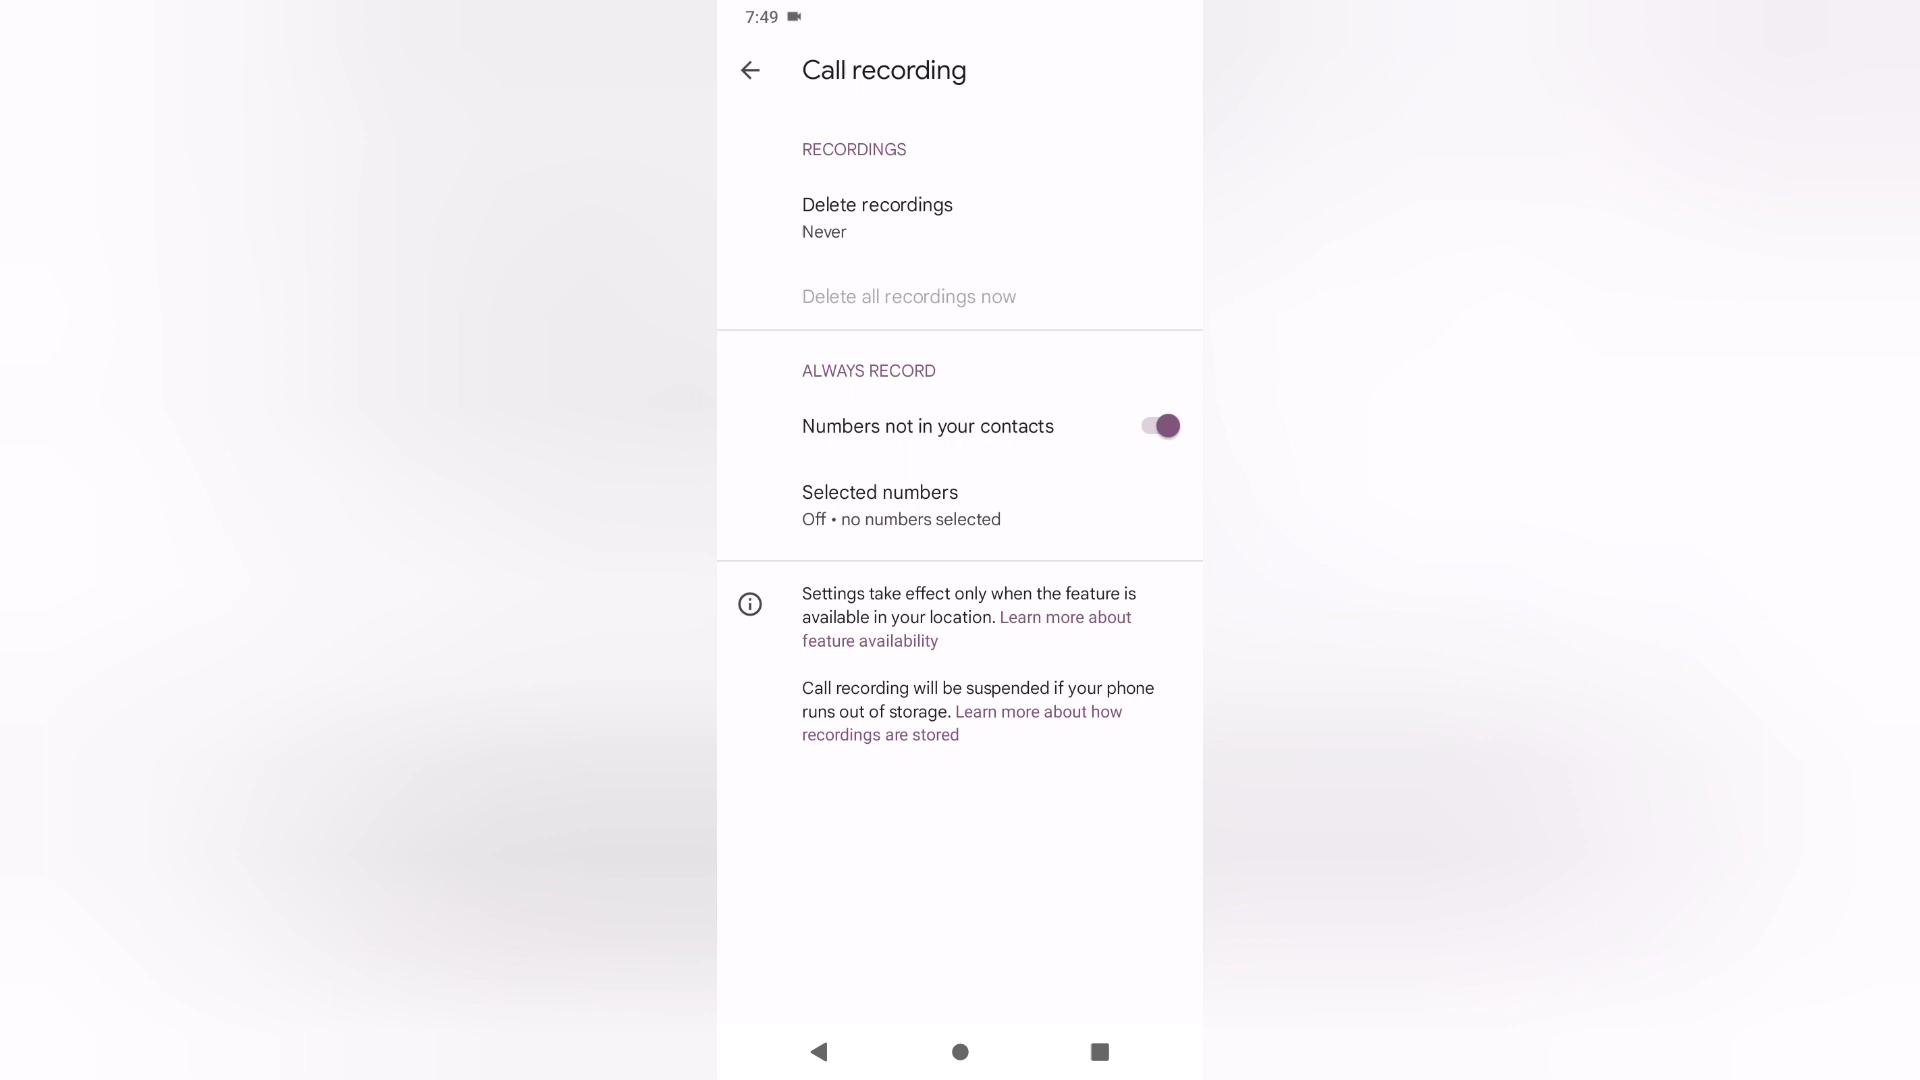 7:49
Call recording
RECORDINGS
Delete recordings
Never
Delete all recordings now
ALWAYS RECORD
Numbers not in your contacts
Selected numbers
Off • no numbers selected
Settings take effect only when the feature is
available in your location. Learn more about
feature availability
Call recording will be suspended if your phone
runs out of storage. Learn more about how
recordings are stored